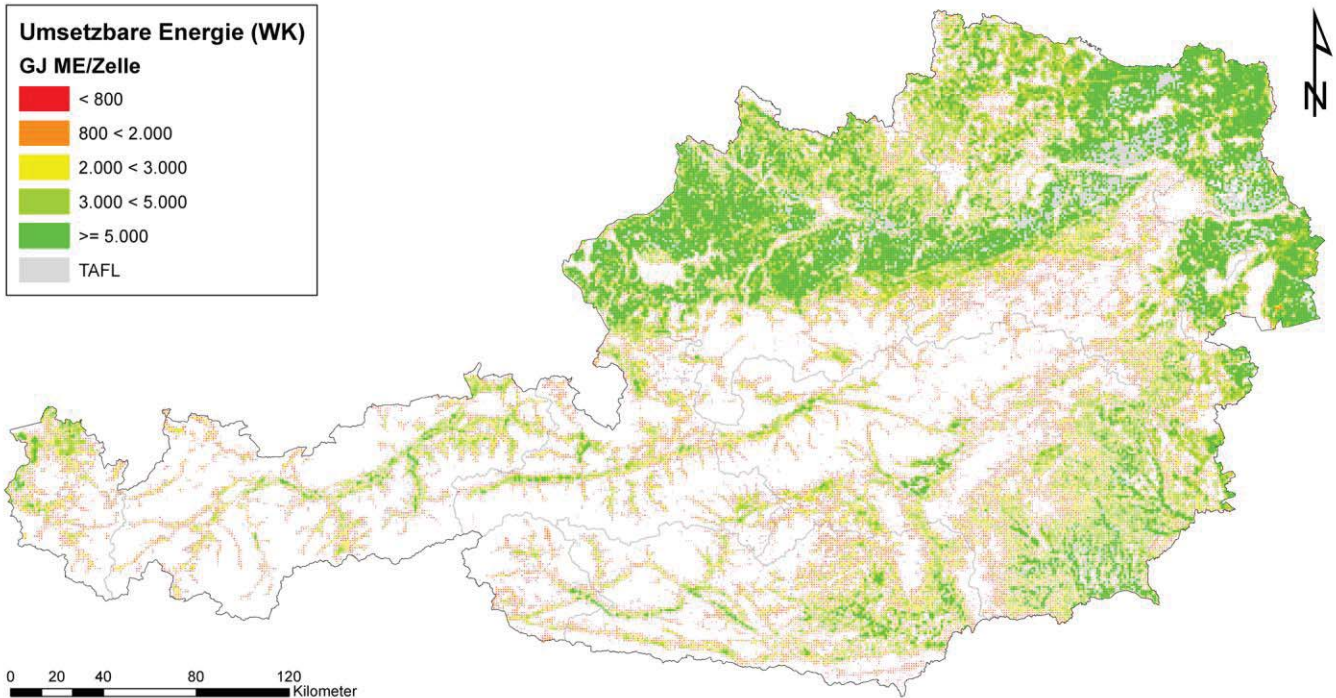 Umsetzbare Energie (WK)
GJ ME/Zelle
< 800
800 < 2.000
2.000 < 3.000
3.000 < 5.000
>= 5.000
TAFL
N
0 20 40 80 120
Kilometer